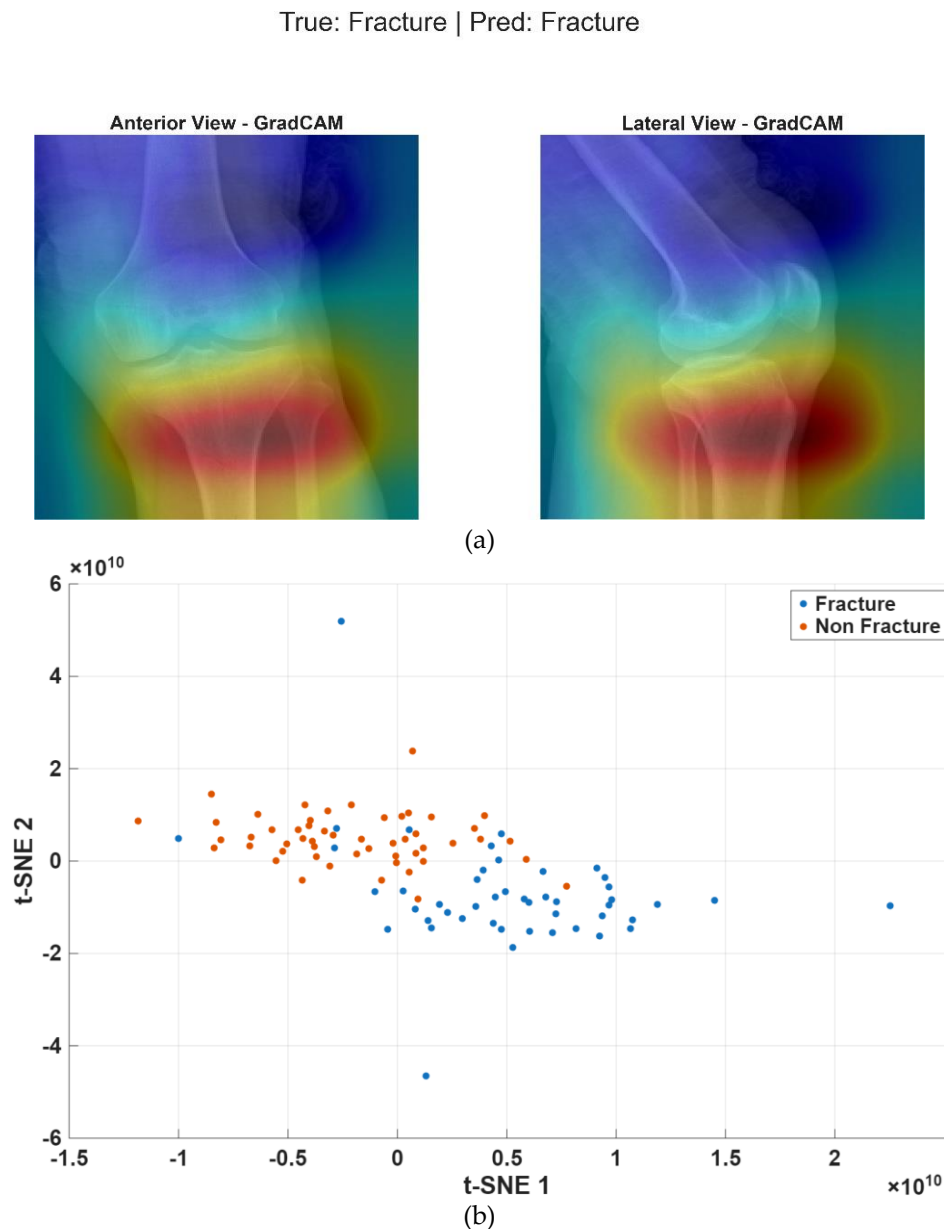 True: Fracture | Pred: Fracture
Anterior View - GradCAM
Lateral View - GradCAM
(a)
×10^10
6
4
2
0
-2
-4
-6
Fracture
Non Fracture
t-SNE 2
-1.5 -1 -0.5 0 0.5 1 1.5 2
t-SNE 1
×10^10
(b)